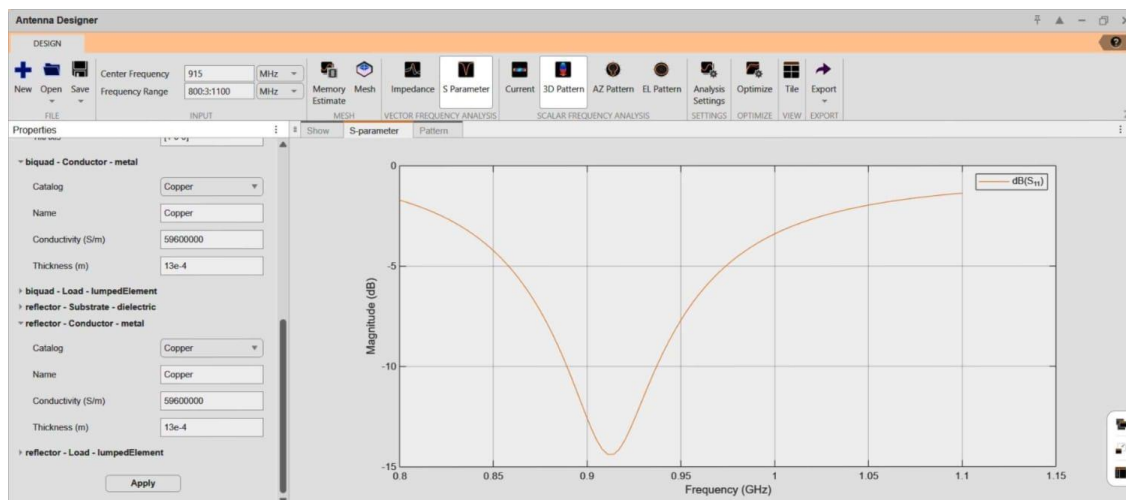 Antenna Designer
DESIGN
New
Open
Save
FILE
Center Frequency 915 MHz
Frequency Range 800:3:1100 MHz
INPUT
Memory Estimate
Mesh
MESH
Impedance
S Parameter
VECTOR FREQUENCY ANALYSIS
Current
3D Pattern
AZ Pattern
EL Pattern
SCALAR FREQUENCY ANALYSIS
Analysis Settings
SETTINGS
Optimize
OPTIMIZE
Tile
VIEW
Export
EXPORT
Properties
biquad - Conductor - metal
Catalog Copper
Name Copper
Conductivity (S/m) 59600000
Thickness (m) 13e-4
biquad - Load - lumpedElement
reflector - Substrate - dielectric
reflector - Conductor - metal
Catalog Copper
Name Copper
Conductivity (S/m) 59600000
Thickness (m) 13e-4
reflector - Load - lumpedElement
Apply
Show S-parameter Pattern
dB(S₁₁)
Magnitude (dB)
0
-5
-10
-15
0.8 0.85 0.9 0.95 1 1.05 1.1 1.15
Frequency (GHz)